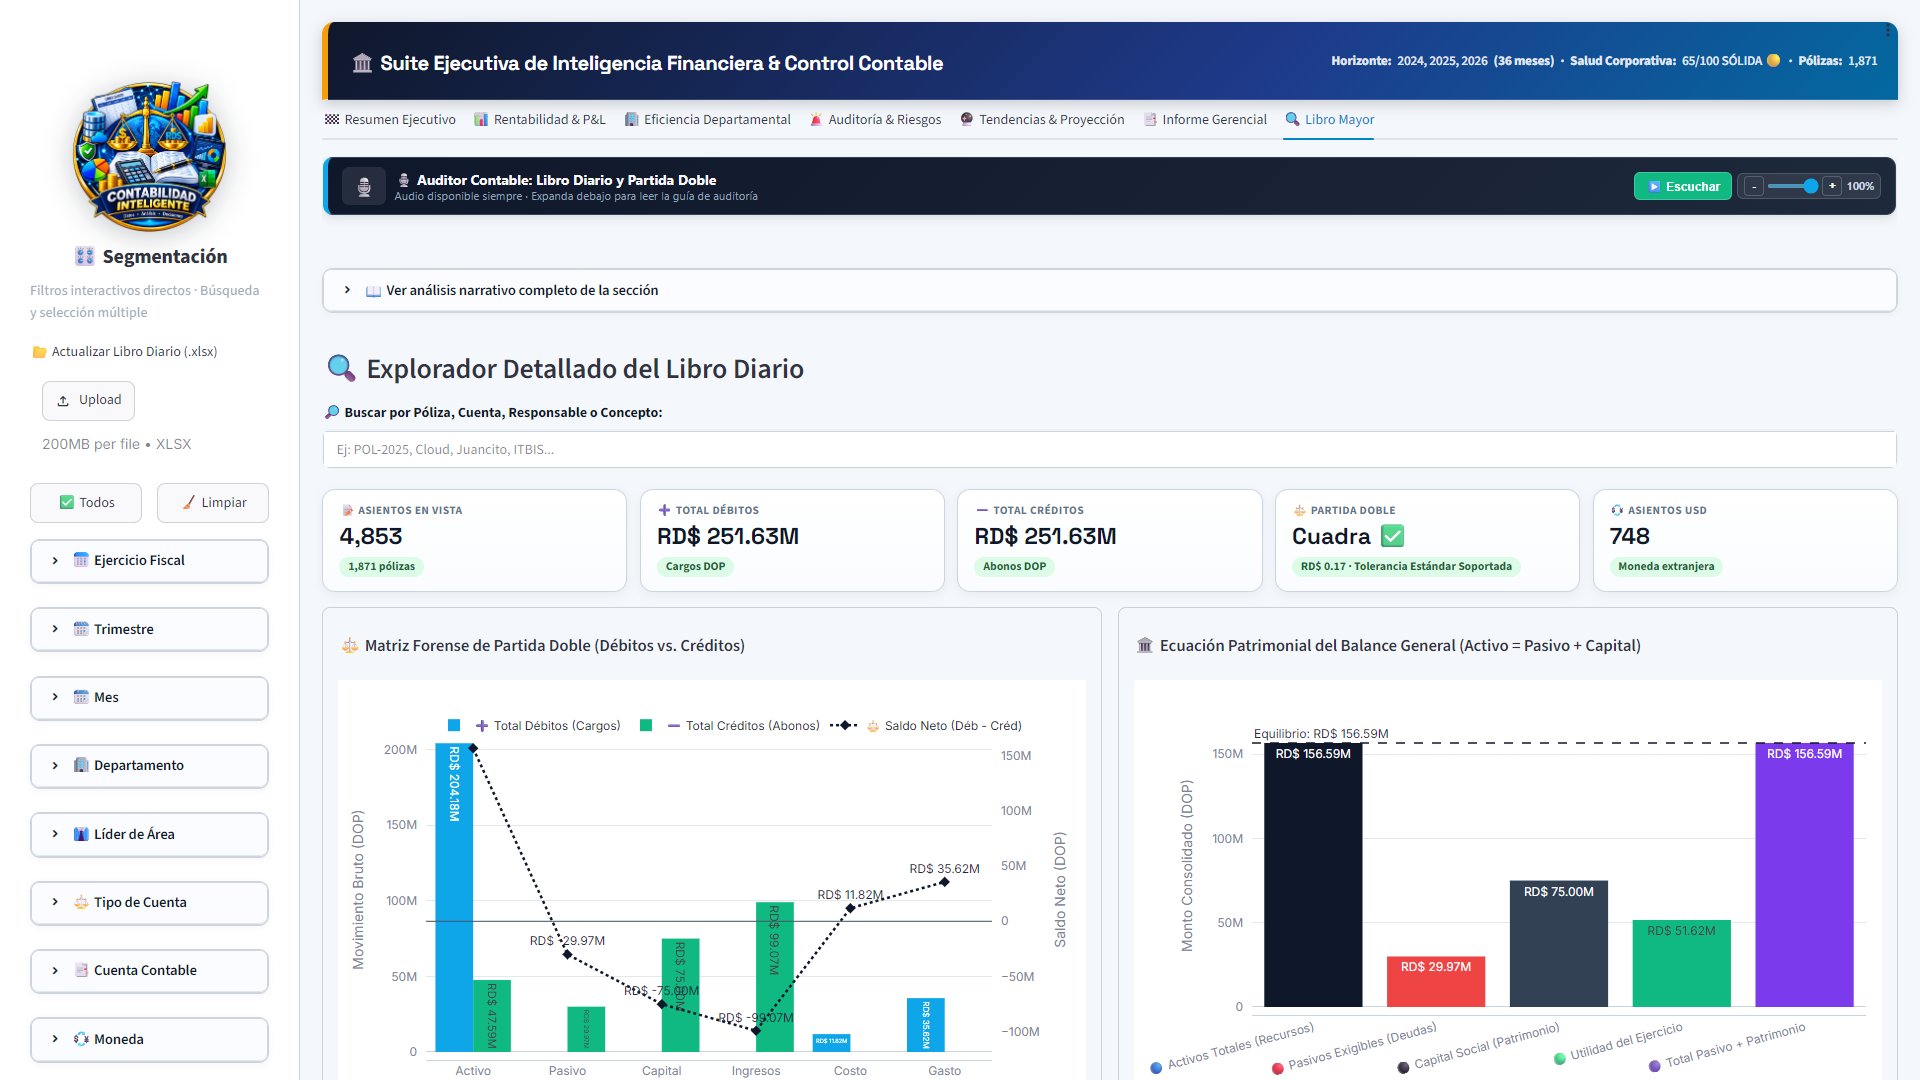 CONTABILIDAD
INTELIGENTE
Segmentación
Filtros interactivos directos · Búsqueda
y selección múltiple
Actualizar Libro Diario (.xlsx)
Upload
200MB per file • XLSX
Todos
Limpiar
Ejercicio Fiscal
Trimestre
Mes
Departamento
Líder de Área
Tipo de Cuenta
Cuenta Contable
Moneda
Suite Ejecutiva de Inteligencia Financiera & Control Contable
Horizonte: 2024, 2025, 2026 (36 meses) • Salud Corporativa: 65/100 SÓLIDA • Pólizas: 1,871
Resumen Ejecutivo
Rentabilidad & P&L
Eficiencia Departamental
Auditoría & Riesgos
Tendencias & Proyección
Informe Gerencial
Libro Mayor
Auditor Contable: Libro Diario y Partida Doble
Audio disponible siempre · Expanda debajo para leer la guía de auditoría
Escuchar
- + 100%
Ver análisis narrativo completo de la sección
Explorador Detallado del Libro Diario
Buscar por Póliza, Cuenta, Responsable o Concepto:
Ej: POL-2025, Cloud, Juancito, ITBIS...
ASIENTOS EN VISTA
4,853
1,871 pólizas
TOTAL DÉBITOS
RD$ 251.63M
Cargos DOP
TOTAL CRÉDITOS
RD$ 251.63M
Abonos DOP
PARTIDA DOBLE
Cuadra
RD$ 0.17 · Tolerancia Estándar Soportada
ASIENTOS USD
748
Moneda extranjera
Matriz Forense de Partida Doble (Débitos vs. Créditos)
Total Débitos (Cargos)
Total Créditos (Abonos)
Saldo Neto (Déb - Créd)
Movimiento Bruto (DOP)
200M
150M
100M
50M
0
RD$ 204.18M
RD$ 47.59M
RD$ 29.97M
RD$ 75.00M
RD$ 99.07M
RD$ 11.82M
RD$ 35.62M
RD$ -29.97M
RD$ -75.00M
RD$ -99.07M
RD$ 11.82M
RD$ 35.62M
150M
100M
50M
0
−50M
−100M
Saldo Neto (DOP)
Activo
Pasivo
Capital
Ingresos
Costo
Gasto
Ecuación Patrimonial del Balance General (Activo = Pasivo + Capital)
Equilibrio: RD$ 156.59M
Monto Consolidado (DOP)
150M
100M
50M
0
RD$ 156.59M
RD$ 29.97M
RD$ 75.00M
RD$ 51.62M
RD$ 156.59M
Activos Totales (Recursos)
Pasivos Exigibles (Deudas)
Capital Social (Patrimonio)
Utilidad del Ejercicio
Total Pasivo + Patrimonio